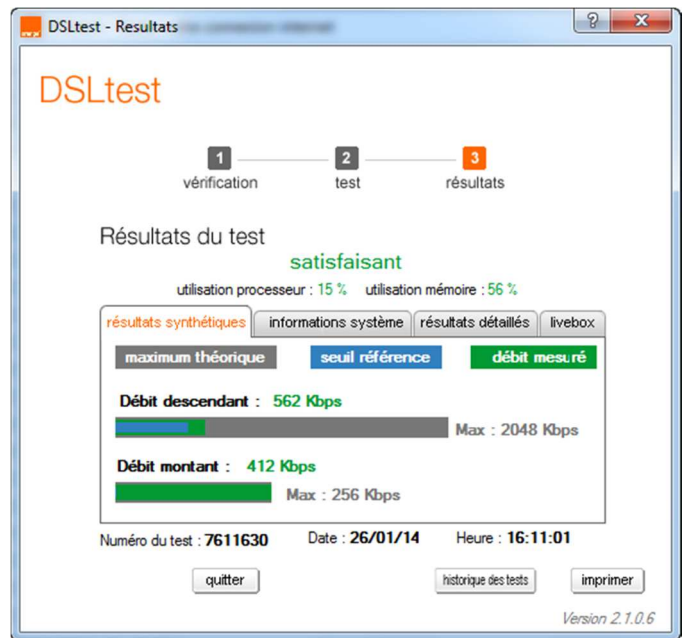 DSLtest - Resultats
DSLtest
1 2 3
vérification test résultats
Résultats du test
satisfaisant
utilisation processeur : 15 % utilisation mémoire : 56 %
résultats synthétiques informations système résultats détaillés livebox
maximum théorique seuil référence débit mesuré
Débit descendant : 562 Kbps
Max : 2048 Kbps
Débit montant : 412 Kbps
Max : 256 Kbps
Numéro du test : 7611630 Date : 26/01/14 Heure : 16:11:01
quitter historique des tests imprimer
Version 2.1.0.6